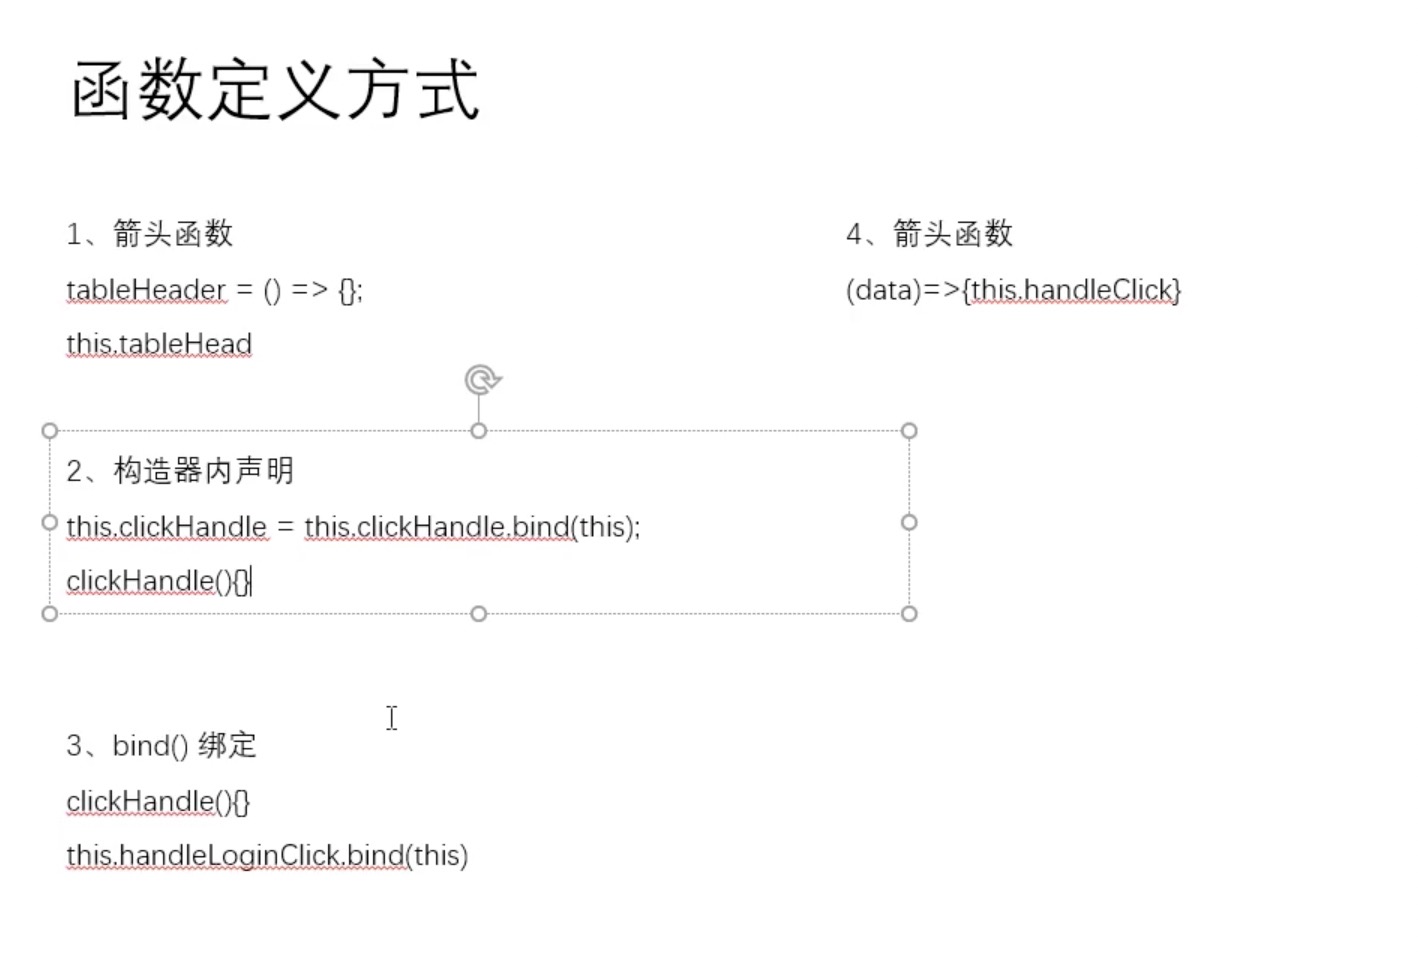 函数定义方式
1、箭头函数
tableHeader = () => {};
this.tableHead
2、构造器内声明
this.clickHandle = this.clickHandle.bind(this);
clickHandle(){}
3、bind() 绑定
clickHandle(){}
this.handleLoginClick.bind(this)
4、箭头函数
(data)=>{this.handleClick}